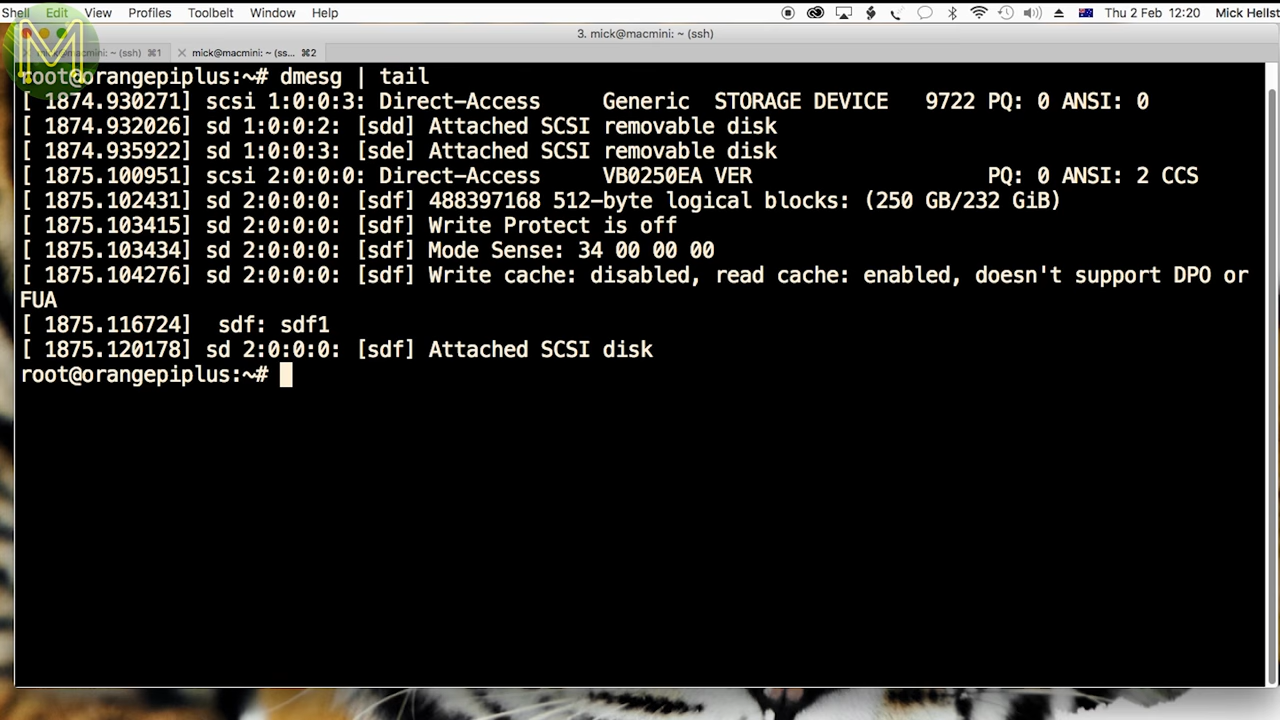 Shell Edit View Profiles Toolbelt Window Help Thu 2 Feb 12:20 Mick Hellst
3. mick@macmini: ~ (ssh)
mick@macmini: ~ (ssh) ⌘1 × mick@macmini: ~ (ss... ⌘2
M
root@orangepiplus:~# dmesg | tail
[ 1874.930271] scsi 1:0:0:3: Direct-Access     Generic  STORAGE DEVICE   9722 PQ: 0 ANSI: 0
[ 1874.932026] sd 1:0:0:2: [sdd] Attached SCSI removable disk
[ 1874.935922] sd 1:0:0:3: [sde] Attached SCSI removable disk
[ 1875.100951] scsi 2:0:0:0: Direct-Access     VB0250EA VER                   PQ: 0 ANSI: 2 CCS
[ 1875.102431] sd 2:0:0:0: [sdf] 488397168 512-byte logical blocks: (250 GB/232 GiB)
[ 1875.103415] sd 2:0:0:0: [sdf] Write Protect is off
[ 1875.103434] sd 2:0:0:0: [sdf] Mode Sense: 34 00 00 00
[ 1875.104276] sd 2:0:0:0: [sdf] Write cache: disabled, read cache: enabled, doesn't support DPO or
FUA
[ 1875.116724]  sdf: sdf1
[ 1875.120178] sd 2:0:0:0: [sdf] Attached SCSI disk
root@orangepiplus:~#